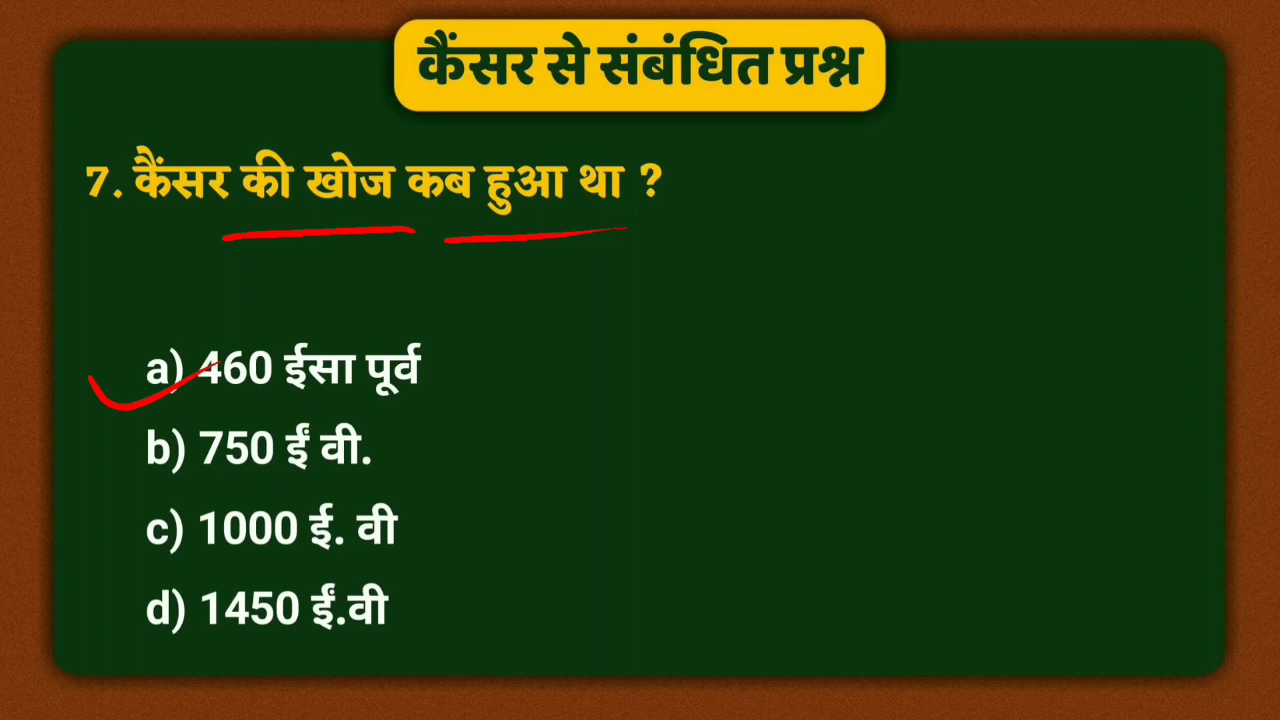 कैंसर से संबंधित प्रश्न
7. कैंसर की खोज कब हुआ था ?
a) 460 ईसा पूर्व
b) 750 ईं वी.
c) 1000 ई. वी
d) 1450 ईं.वी